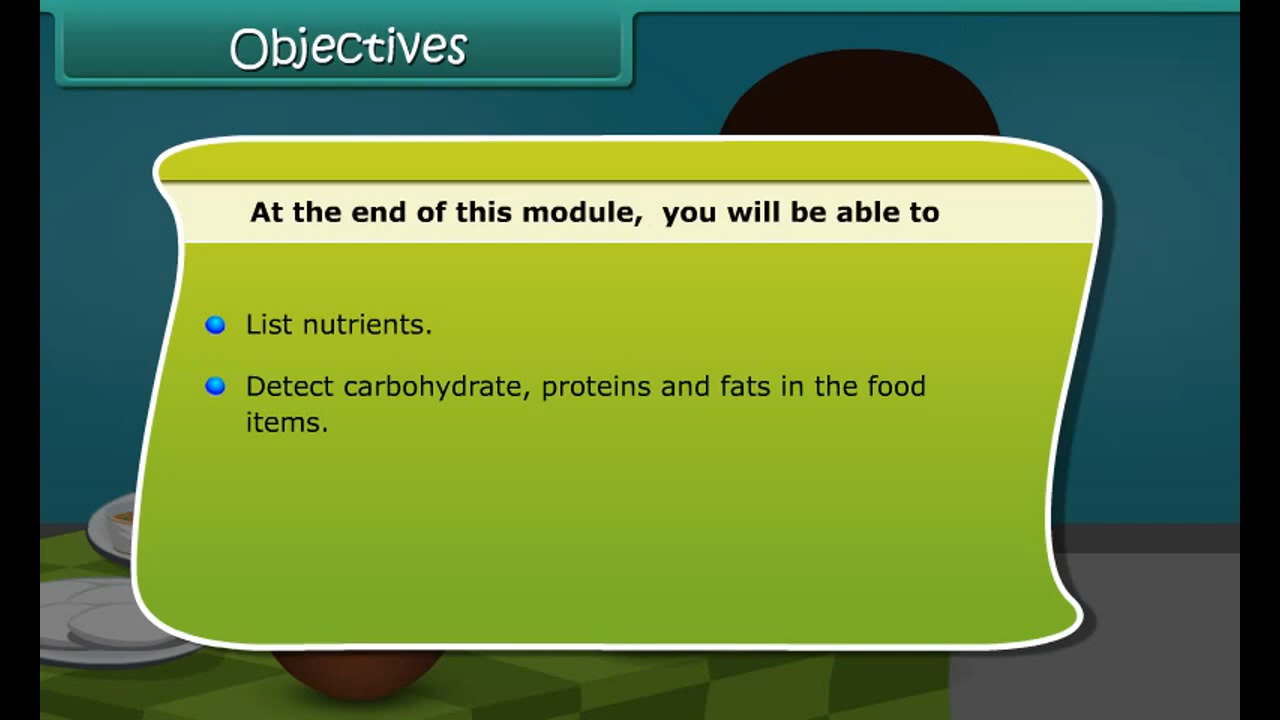 Objectives
At the end of this module, you will be able to
List nutrients.
Detect carbohydrate, proteins and fats in the food
items.